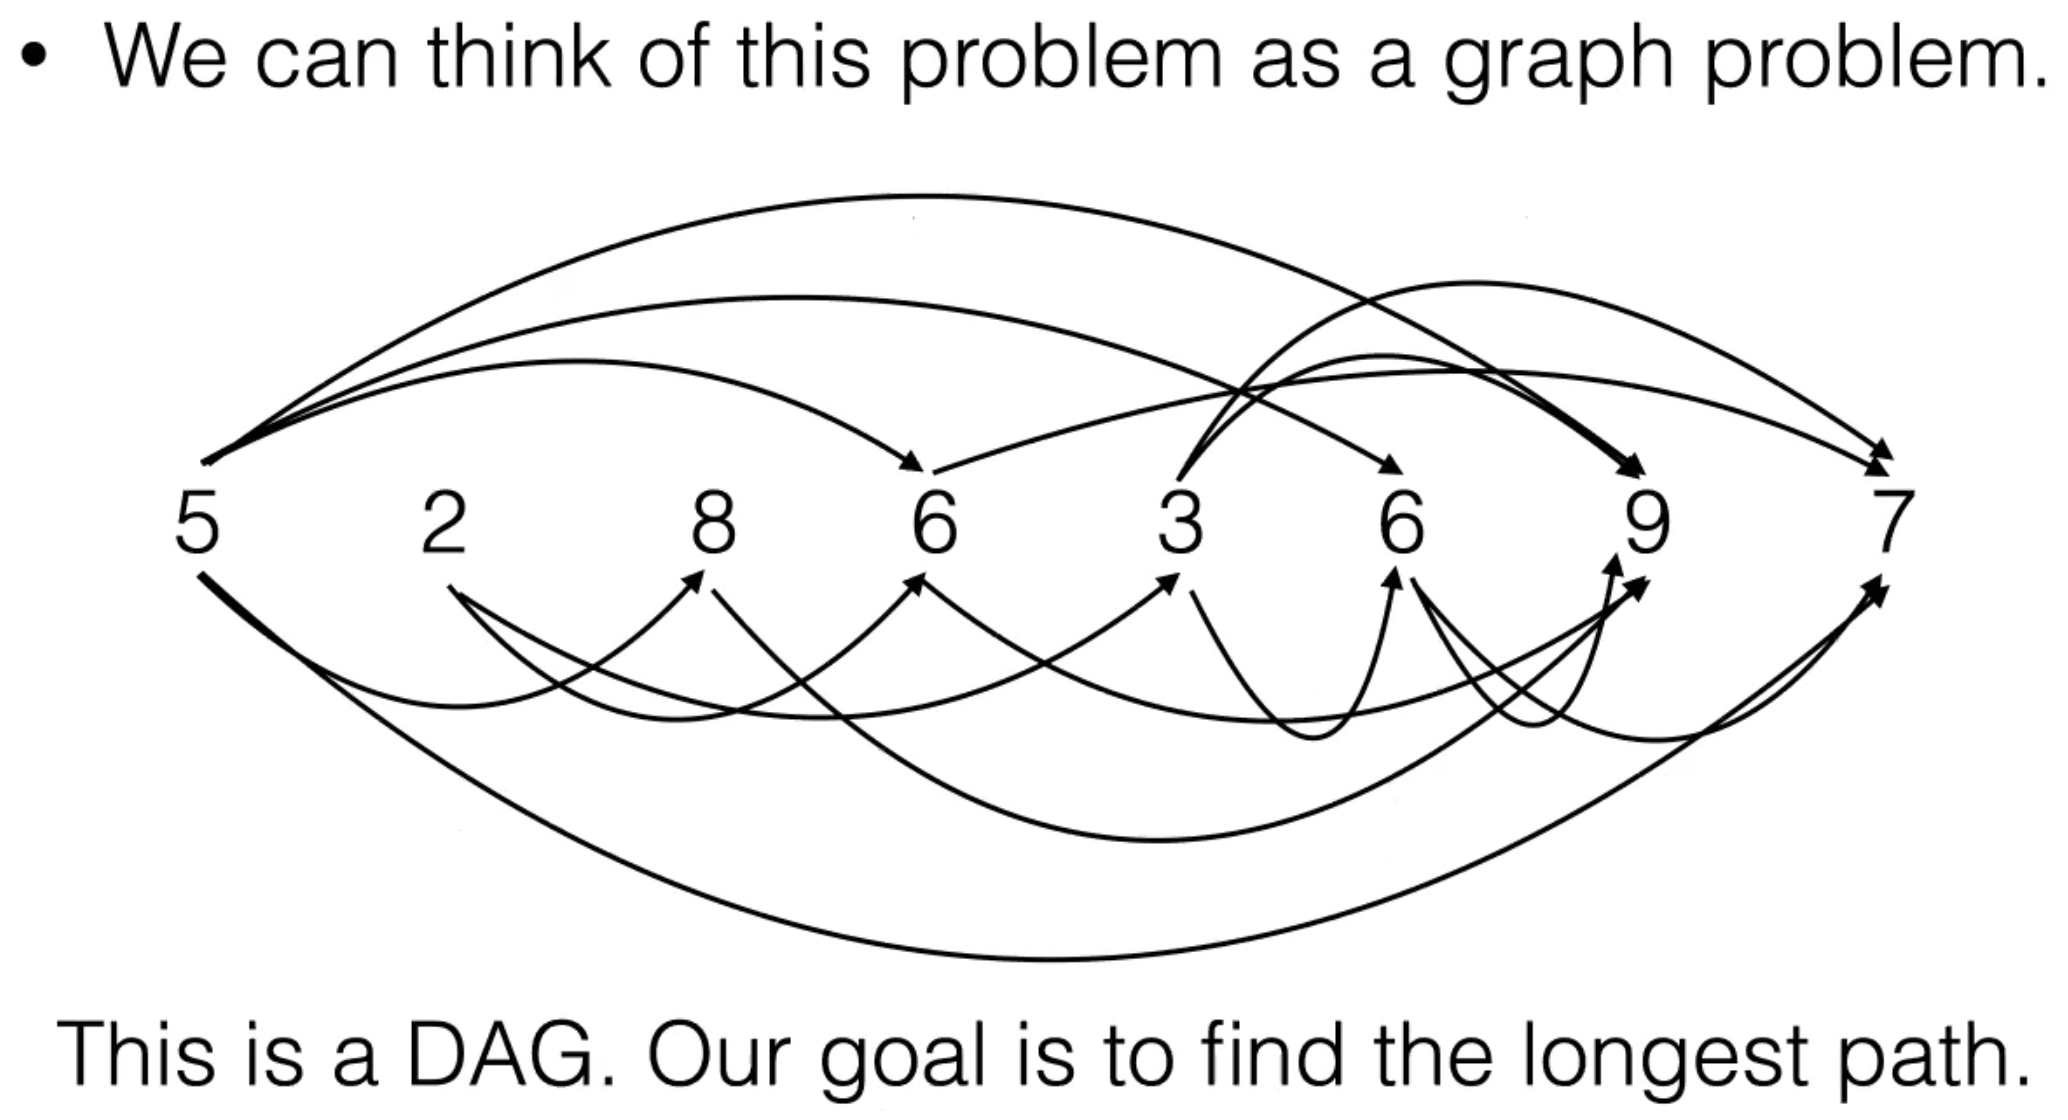 • We can think of this problem as a graph problem.
5 2 8 6 3 6 9 7
This is a DAG. Our goal is to find the longest path.